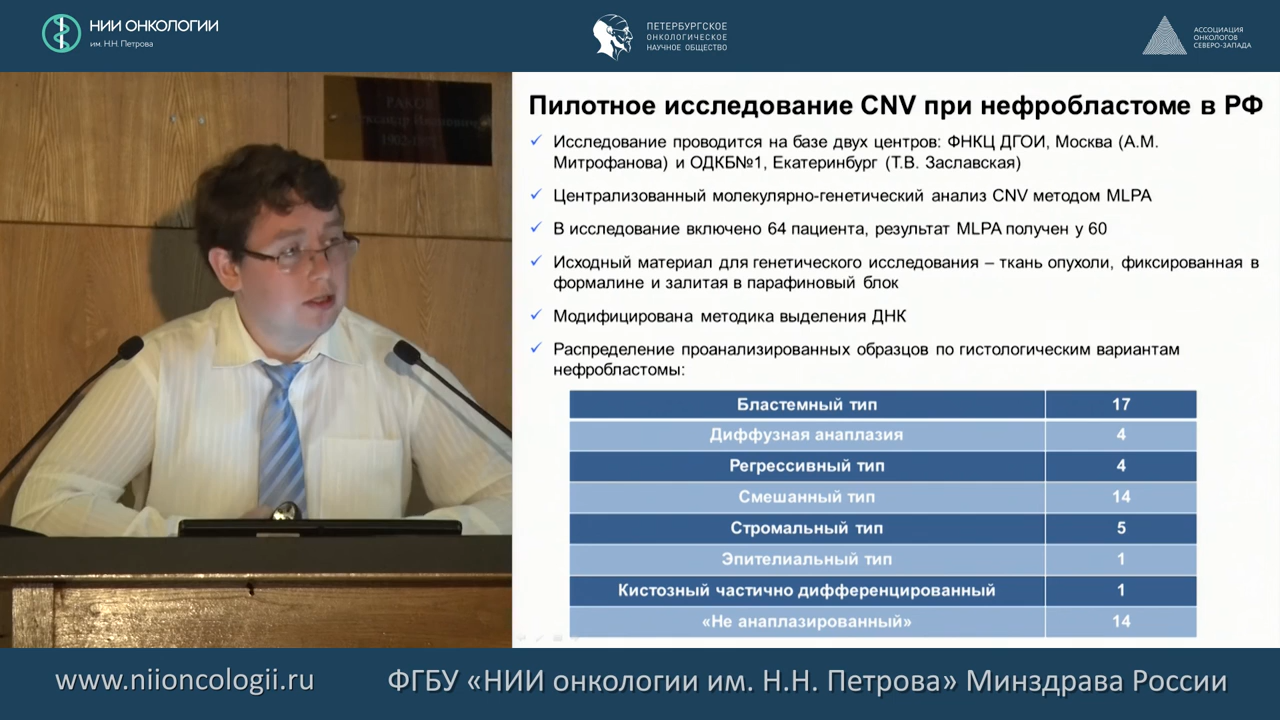 НИИ ОНКОЛОГИИ
им. Н.Н. Петрова
ПЕТЕРБУРГСКОЕ
ОНКОЛОГИЧЕСКОЕ
НАУЧНОЕ ОБЩЕСТВО
АССОЦИАЦИЯ
ОНКОЛОГОВ
СЕВЕРО-ЗАПАДА
РАКОВ
1902
Пилотное исследование CNV при нефробластоме в РФ
✓ Исследование проводится на базе двух центров: ФНКЦ ДГОИ, Москва (А.М.
Митрофанова) и ОДКБ№1, Екатеринбург (Т.В. Заславская)
✓ Централизованный молекулярно-генетический анализ CNV методом MLPA
✓ В исследование включено 64 пациента, результат MLPA получен у 60
✓ Исходный материал для генетического исследования – ткань опухоли, фиксированная в
формалине и залитая в парафиновый блок
✓ Модифицирована методика выделения ДНК
✓ Распределение проанализированных образцов по гистологическим вариантам
нефробластомы:
Бластемный тип 17
Диффузная анаплазия 4
Регрессивный тип 4
Смешанный тип 14
Стромальный тип 5
Эпителиальный тип 1
Кистозный частично дифференцированный 1
«Не анаплазированный» 14
www.niioncologii.ru
ФГБУ «НИИ онкологии им. Н.Н. Петрова» Минздрава России